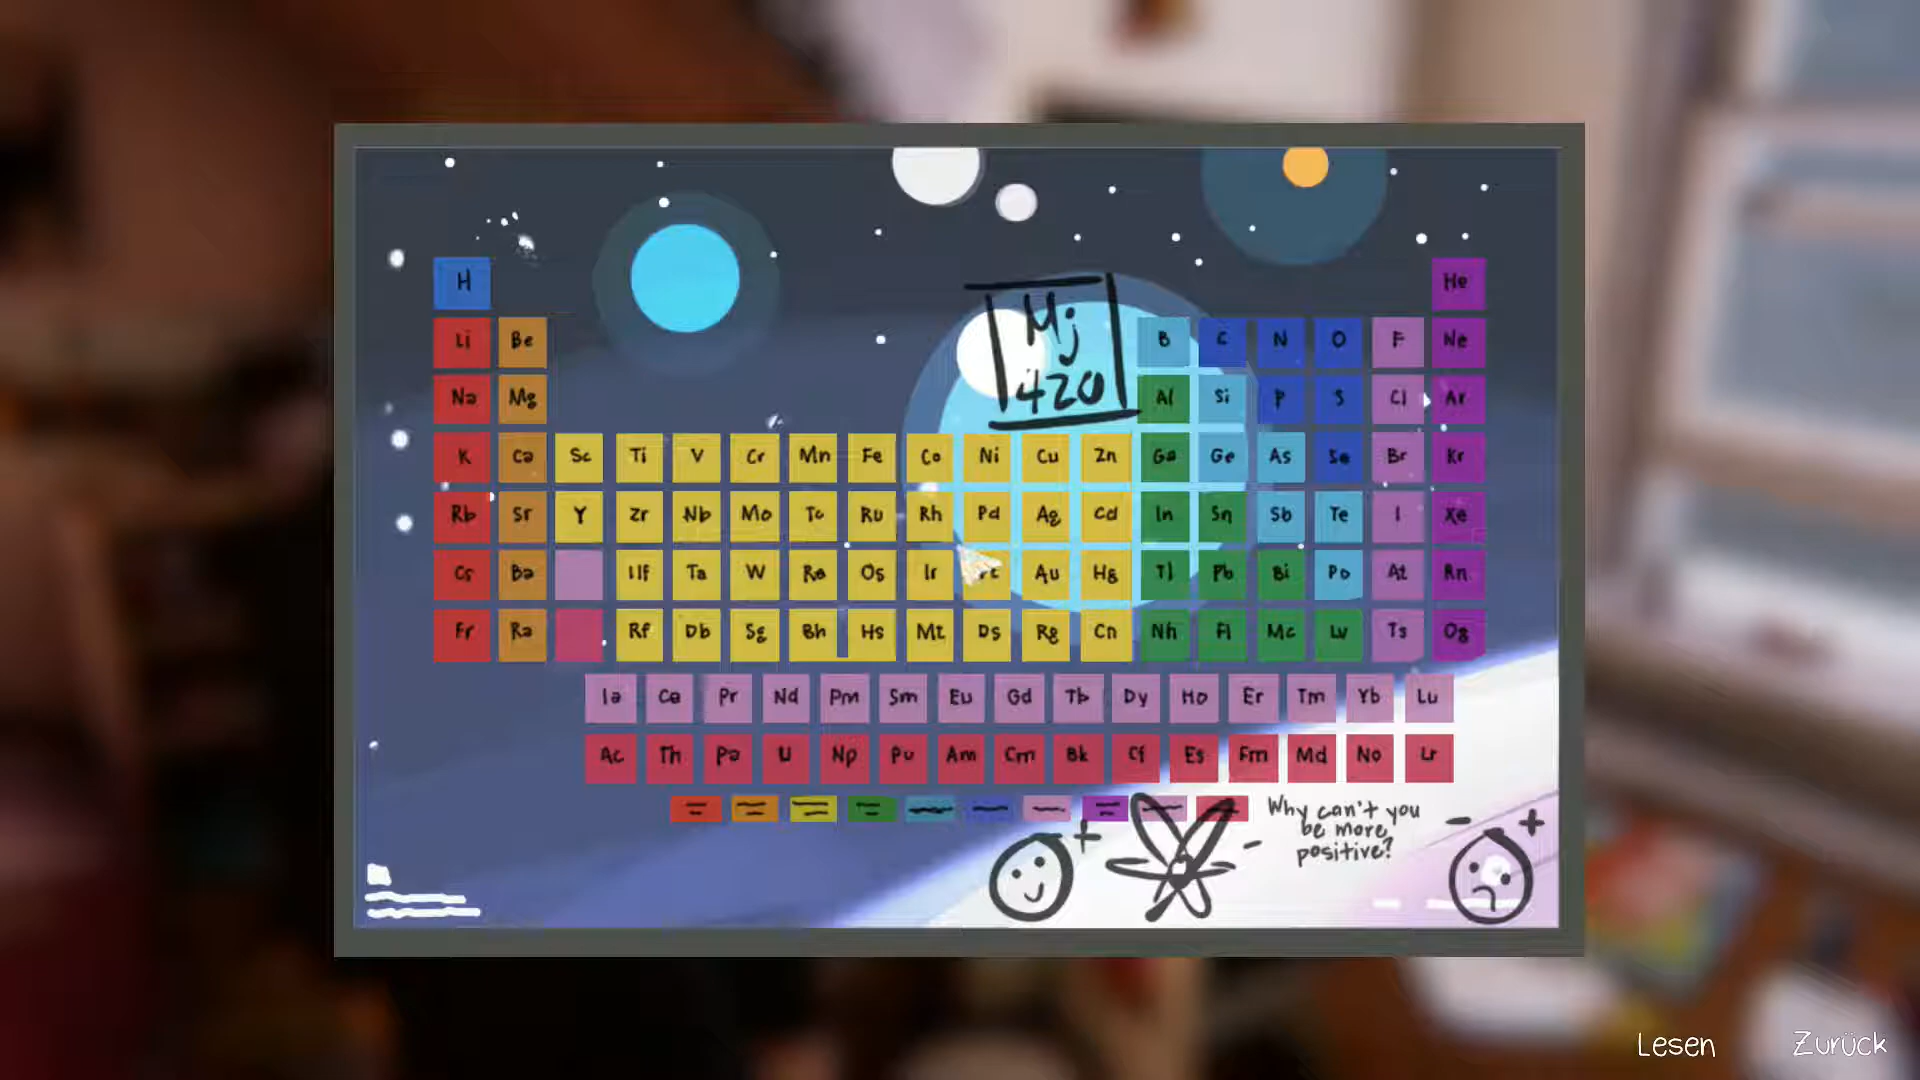 Mj
420
H He
Li Be B C N O F Ne
Na Mg Al Si P S Cl Ar
K Ca Sc Ti V Cr Mn Fe Co Ni Cu Zn Ga Ge As Se Br Kr
Rb Sr Y Zr Nb Mo Tc Ru Rh Pd Ag Cd In Sn Sb Te I Xe
Cs Ba Hf Ta W Re Os Ir Au Hg Tl Pb Bi Po At Rn
Fr Ra Rf Db Sg Bh Hs Mt Ds Rg Cn Nh Fl Mc Lv Ts Og
la Ce Pr Nd Pm Sm Eu Gd Tb Dy Ho Er Tm Yb Lu
Ac Th Pa U Np Pu Am Cm Bk Cf Es Fm Md No Lr
Why can't you
be more
positive?
+ - - +
Lesen Zurück